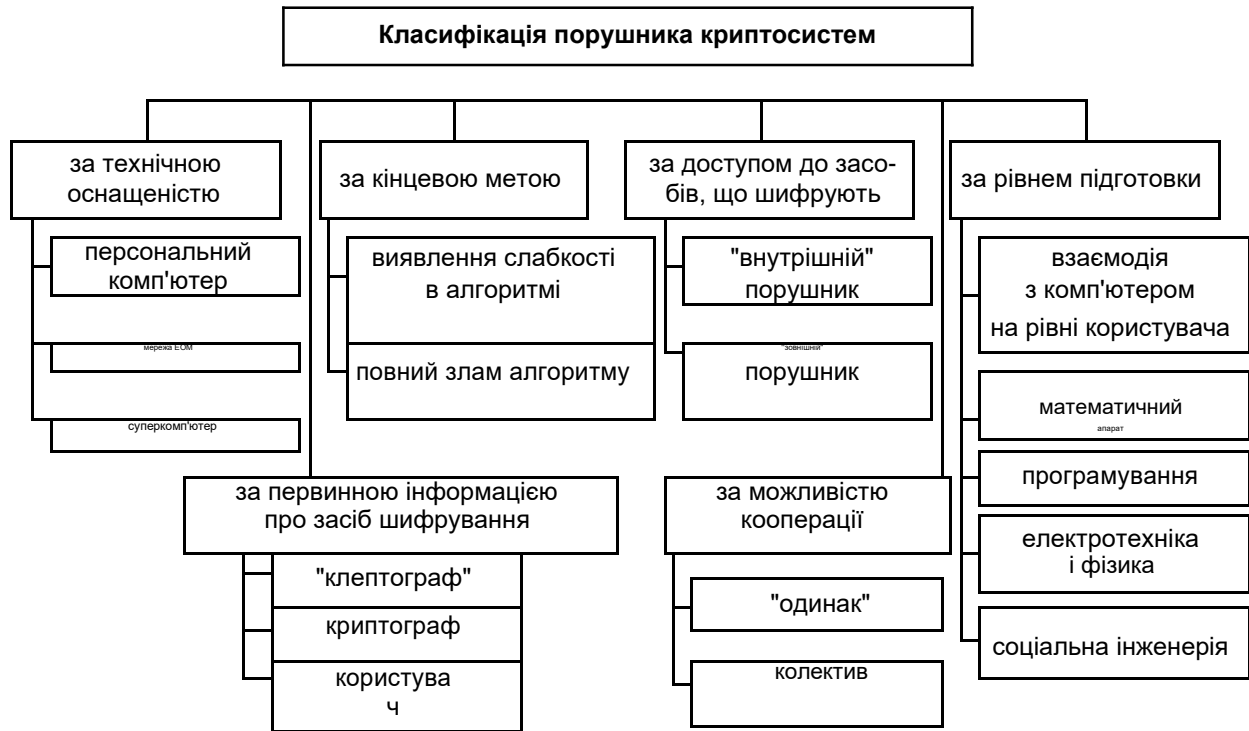 Класифікація порушника криптосистем
за технічною
оснащеністю
персональний
комп'ютер
мережа ЕОМ
суперкомп'ютер
за кінцевою метою
виявлення слабкості
в алгоритмі
повний злам алгоритму
за доступом до засо-
бів, що шифрують
"внутрішній"
порушник
"зовнішній"
порушник
за рівнем підготовки
взаємодія
з комп'ютером
на рівні користувача
математичний
апарат
програмування
електротехніка
і фізика
соціальна інженерія
за первинною інформацією
про засіб шифрування
"клептограф"
криптограф
користува
ч
за можливістю
кооперації
"одинак"
колектив